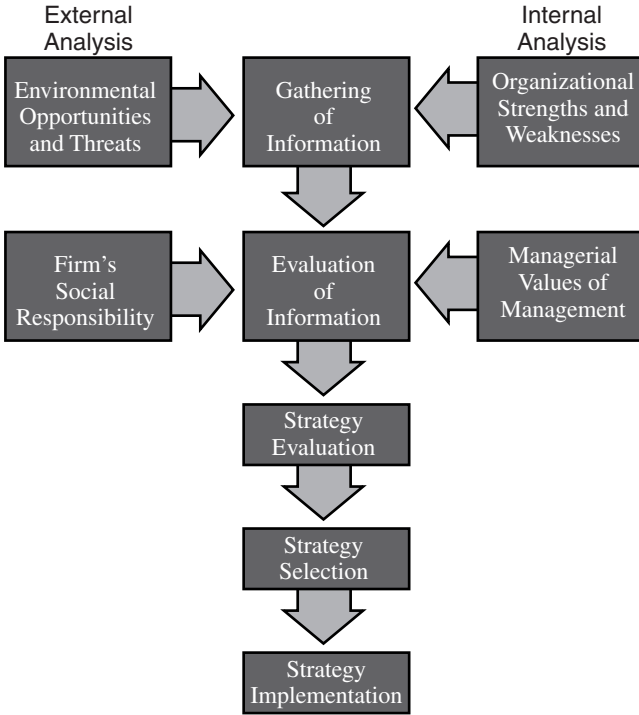 External
Analysis
Internal
Analysis
Environmental
Opportunities
and Threats
Gathering
of
Information
Organizational
Strengths and
Weaknesses
Firm's
Social
Responsibility
Evaluation
of
Information
Managerial
Values of
Management
Strategy
Evaluation
Strategy
Selection
Strategy
Implementation